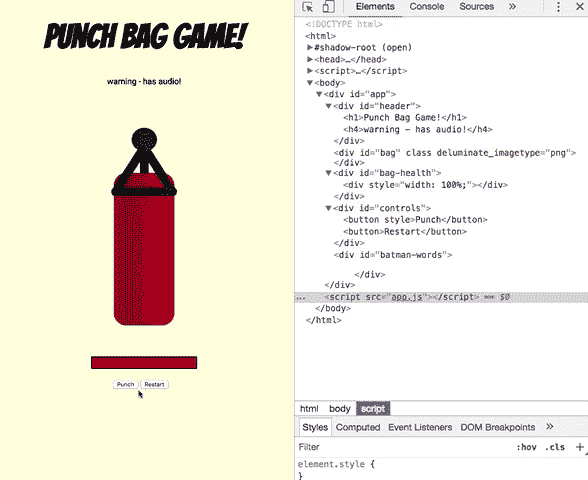 PUNCH BAG GAME!
warning - has audio!
Punch Restart
Elements Console Sources »
<!DOCTYPE html>
<html>
▶#shadow-root (open)
▶<head>…</head>
▶<script>…</script>
▼<body>
▼<div id="app">
▼<div id="header">
<h1>Punch Bag Game!</h1>
<h4>warning - has audio!</h4>
</div>
<div id="bag" class deluminate_imagetype="png">
</div>
▼<div id="bag-health">
<div style="width: 100%;"></div>
</div>
▼<div id="controls">
<button style>Punch</button>
<button>Restart</button>
</div>
<div id="batman-words">
</div>
</div>
… <script src="app.js"></script> == $0
</body>
</html>
html body script
Styles Computed Event Listeners DOM Breakpoints »
Filter :hov .cls +
element.style {
}